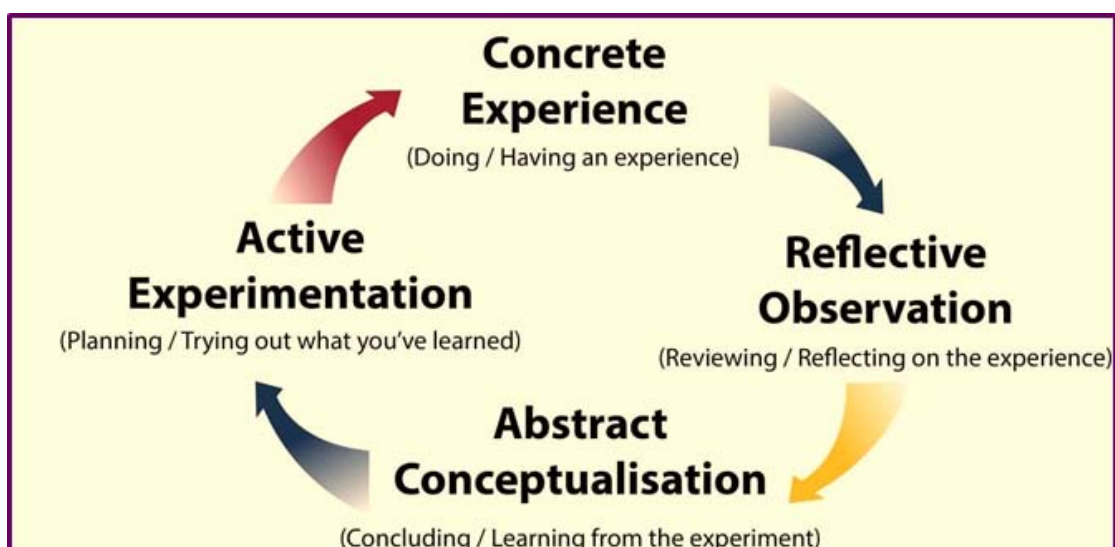 Concrete
Experience
(Doing / Having an experience)
Reflective
Observation
(Reviewing / Reflecting on the experience)
Abstract
Conceptualisation
(Concluding / Learning from the experiment)
Active
Experimentation
(Planning / Trying out what you've learned)